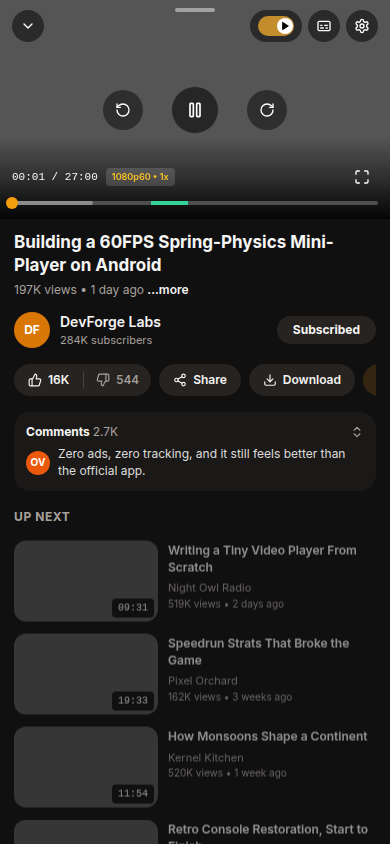 00:01 / 27:00 1080p60 • 1x
Building a 60FPS Spring-Physics Mini-
Player on Android
197K views • 1 day ago ...more
DF DevForge Labs
284K subscribers
Subscribed
16K 544 Share Download
Comments 2.7K
OV Zero ads, zero tracking, and it still feels better than
the official app.
UP NEXT
09:31
Writing a Tiny Video Player From
Scratch
Night Owl Radio
519K views • 2 days ago
19:33
Speedrun Strats That Broke the
Game
Pixel Orchard
162K views • 3 weeks ago
11:54
How Monsoons Shape a Continent
Kernel Kitchen
520K views • 1 week ago
Retro Console Restoration, Start to